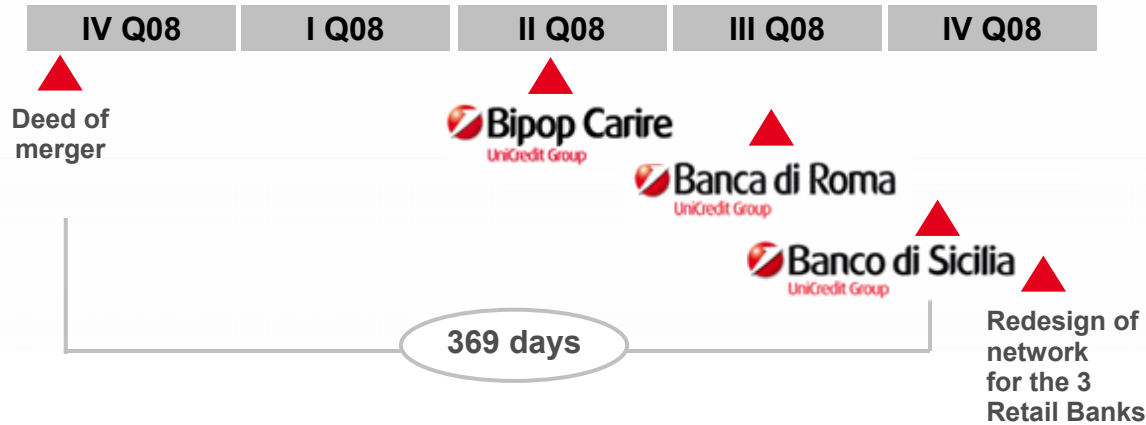 IV Q08 I Q08 II Q08 III Q08 IV Q08
Deed of
merger
Bipop Carire
UniCredit Group
Banca di Roma
UniCredit Group
Banco di Sicilia
UniCredit Group
369 days
Redesign of
network
for the 3
Retail Banks